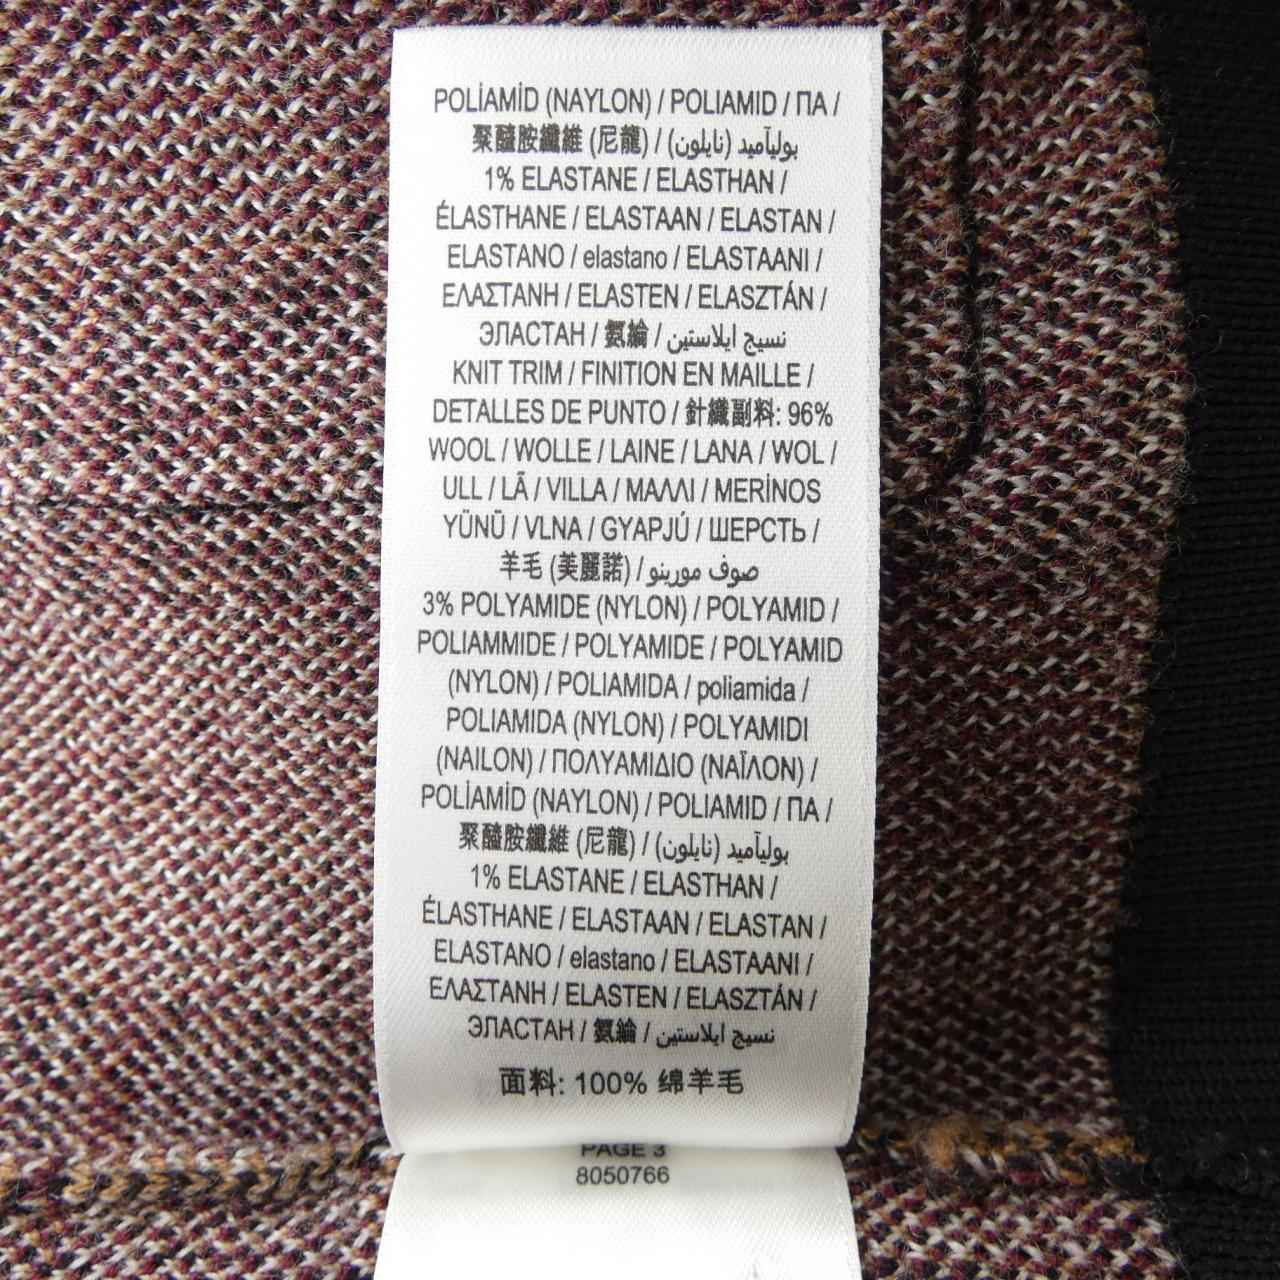 POLİAMİD (NAYLON) / POLIAMID / ПА /
聚醯胺纖維 (尼龍) / بوليآميد (نايلون)
1% ELASTANE / ELASTHAN /
ÉLASTHANE / ELASTAAN / ELASTAN /
ELASTANO / elastano / ELASTAANI /
ΕΛΑΣΤΑΝΗ / ELASTEN / ELASZTÁN /
ЭЛАСТАН / 氨綸 / نسيج ايلاستين
KNIT TRIM / FINITION EN MAILLE /
DETALLES DE PUNTO / 針織副料: 96%
WOOL / WOLLE / LAINE / LANA / WOL /
ULL / LÃ / VILLA / ΜΑΛΛΙ / MERİNOS
YÜNÜ / VLNA / GYAPJÚ / ШЕРСТЬ /
羊毛 (美麗諾) / صوف مورينو
3% POLYAMIDE (NYLON) / POLYAMID /
POLIAMMIDE / POLYAMIDE / POLYAMID
(NYLON) / POLIAMIDA / poliamida /
POLIAMIDA (NYLON) / POLYAMIDI
(NAILON) / ΠΟΛΥΑΜΙΔΙΟ (ΝΑΪΛΟΝ) /
POLİAMİD (NAYLON) / POLIAMID / ПА /
聚醯胺纖維 (尼龍) / بوليآميد (نايلون)
1% ELASTANE / ELASTHAN /
ÉLASTHANE / ELASTAAN / ELASTAN /
ELASTANO / elastano / ELASTAANI /
ΕΛΑΣΤΑΝΗ / ELASTEN / ELASZTÁN /
ЭЛАСТАН / 氨綸 / نسيج ايلاستين
面料: 100% 绵羊毛
PAGE 3
8050766